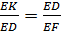 EK/ED = ED/EF